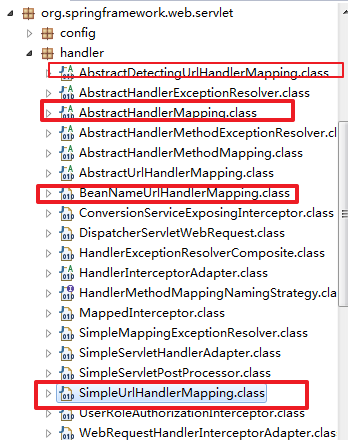 org.springframework.web.servlet
config
handler
AbstractDetectingUrlHandlerMapping.class
AbstractHandlerExceptionResolver.class
AbstractHandlerMapping.class
AbstractHandlerMethodExceptionResolver.cl
AbstractHandlerMethodMapping.class
AbstractUrlHandlerMapping.class
BeanNameUrlHandlerMapping.class
ConversionServiceExposingInterceptor.class
DispatcherServletWebRequest.class
HandlerExceptionResolverComposite.class
HandlerInterceptorAdapter.class
HandlerMethodMappingNamingStrategy.cla
MappedInterceptor.class
SimpleMappingExceptionResolver.class
SimpleServletHandlerAdapter.class
SimpleServletPostProcessor.class
SimpleUrlHandlerMapping.class
UserRoleAuthorizationInterceptor.class
WebRequestHandlerInterceptorAdapter.class